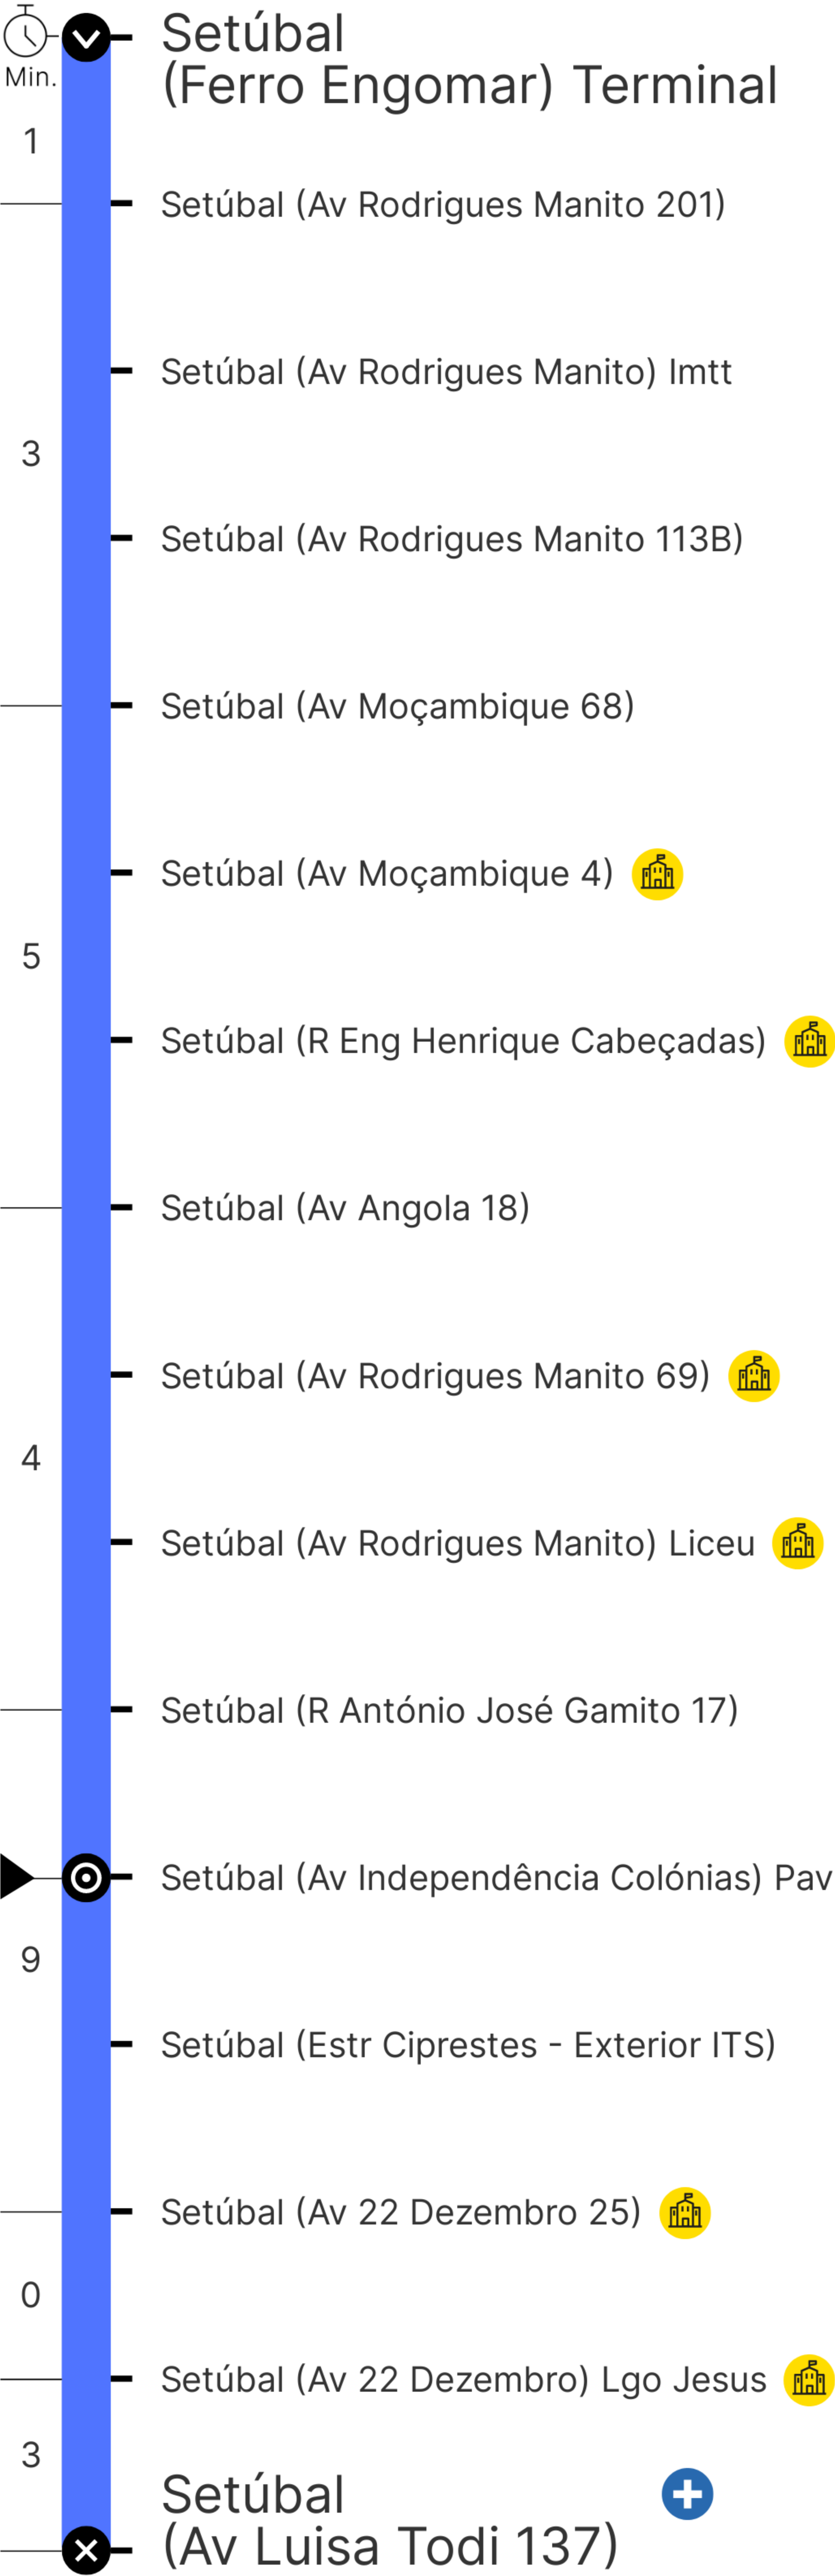 Setúbal
(Ferro Engomar) Terminal
Min.
1
Setúbal (Av Rodrigues Manito 201)
Setúbal (Av Rodrigues Manito) Imtt
3
Setúbal (Av Rodrigues Manito 113B)
Setúbal (Av Moçambique 68)
Setúbal (Av Moçambique 4)
5
Setúbal (R Eng Henrique Cabeçadas)
Setúbal (Av Angola 18)
Setúbal (Av Rodrigues Manito 69)
4
Setúbal (Av Rodrigues Manito) Liceu
Setúbal (R António José Gamito 17)
Setúbal (Av Independência Colónias) Pav
9
Setúbal (Estr Ciprestes - Exterior ITS)
Setúbal (Av 22 Dezembro 25)
0
Setúbal (Av 22 Dezembro) Lgo Jesus
3
Setúbal
(Av Luisa Todi 137)